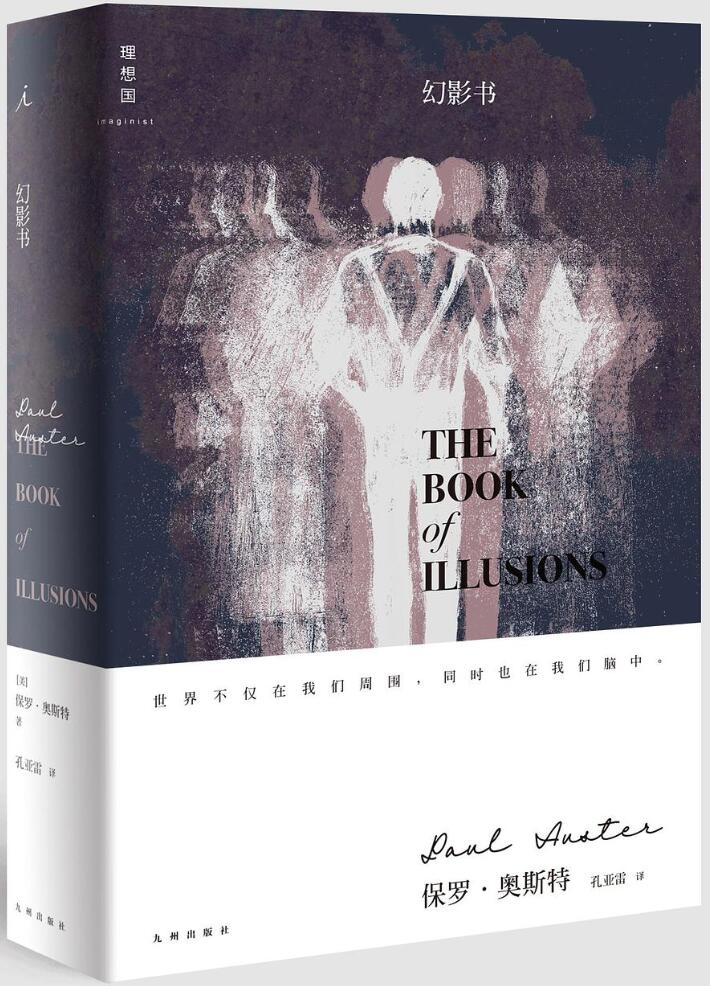 i
幻影书
Paul
Auster
THE
BOOK
of
ILLUSIONS
[美]
保罗·奥斯特
著
孔亚雷 译
九州出版社
理想国
imaginist
幻影书
THE
BOOK
of
ILLUSIONS
世界不仅在我们周围，同时也在我们脑中。
Paul Auster
保罗·奥斯特 孔亚雷 译
九州出版社